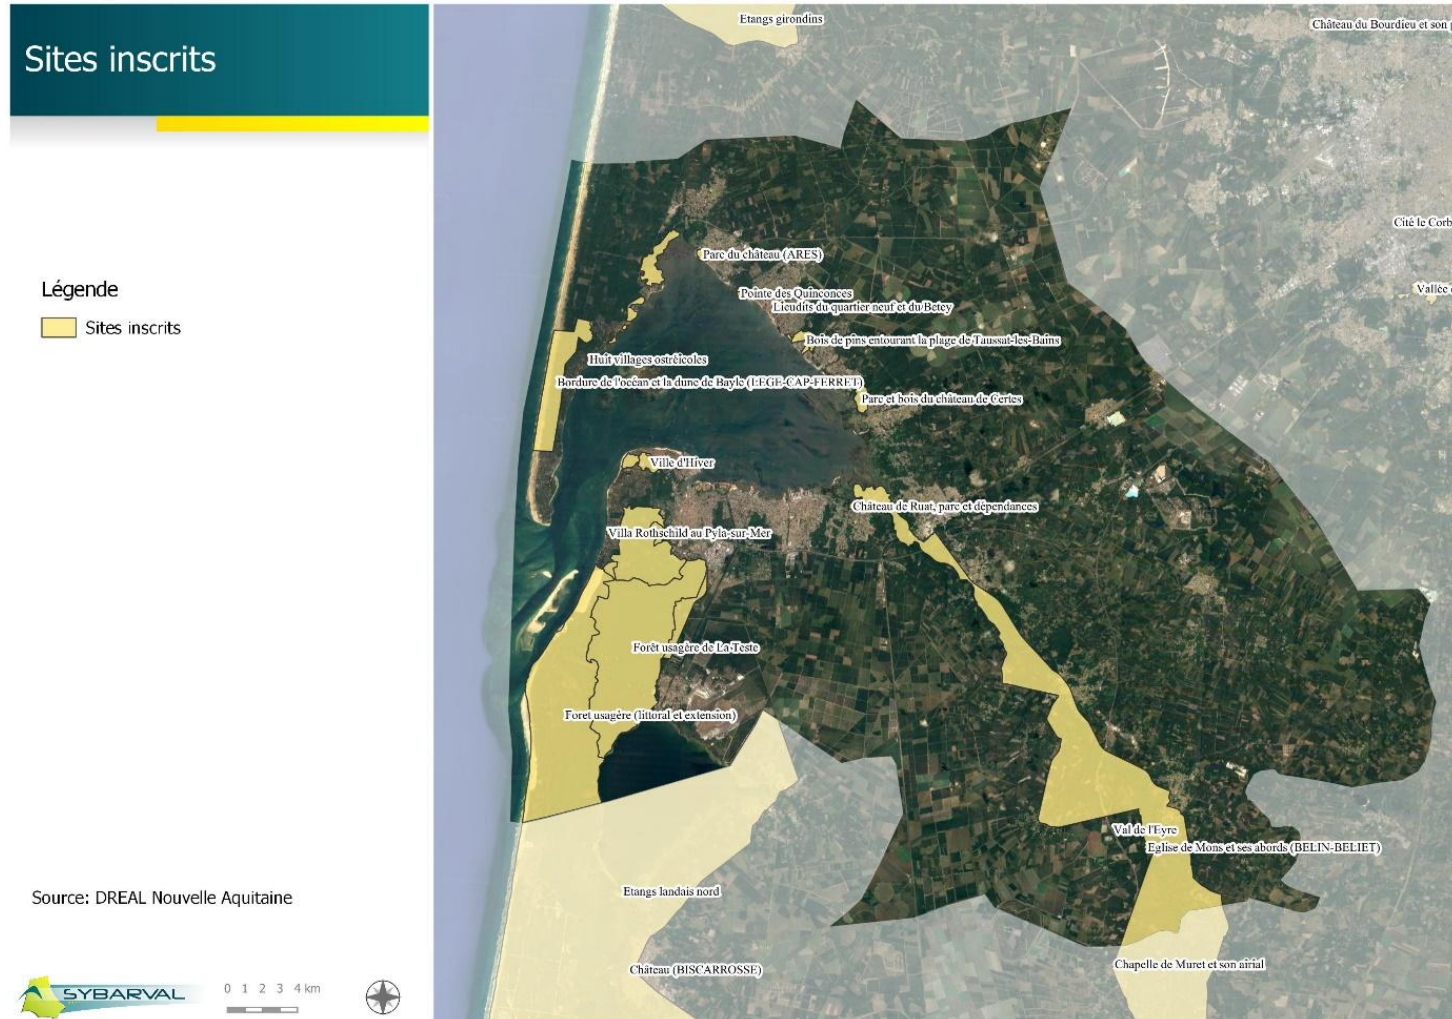 Sites inscrits
Légende
Sites inscrits
Source: DREAL Nouvelle Aquitaine
SYBARVAL
0 1 2 3 4 km
Etangs girondins
Château du Bourdieu et son
Cité le Corb
Vallée
Parc du château (ARES)
Pointe des Quinconces
Lieudits du quartier neuf et du Betey
Bois de pins entourant la plage de Taussat-les-Bains
Huit villages ostréicoles
Bordure de l'océan et la dune de Bayle (LEGE-CAP-FERRET)
Parc et bois du château de Certes
Ville d'Hiver
Château de Ruat, parc et dépendances
Villa Rothschild au Pyla-sur-Mer
Forêt usagère de La Teste
Foret usagère (littoral et extension)
Val de l'Eyre
Eglise de Mons et ses abords (BELIN-BELIET)
Etangs landais nord
Château (BISCARROSSE)
Chapelle de Muret et son airial